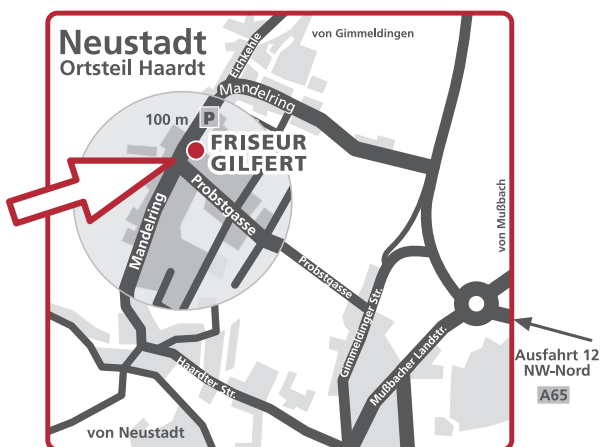 Neustadt
Ortsteil Haardt
von Gimmeldingen
Eichkehle
Mandelring
100 m P
FRISEUR
GILFERT
Probstgasse
Mandelring
von Mußbach
Probstgasse
Gimmeldinger Str.
Mußbacher Landstr.
Haardter Str.
Ausfahrt 12
NW-Nord
A65
von Neustadt